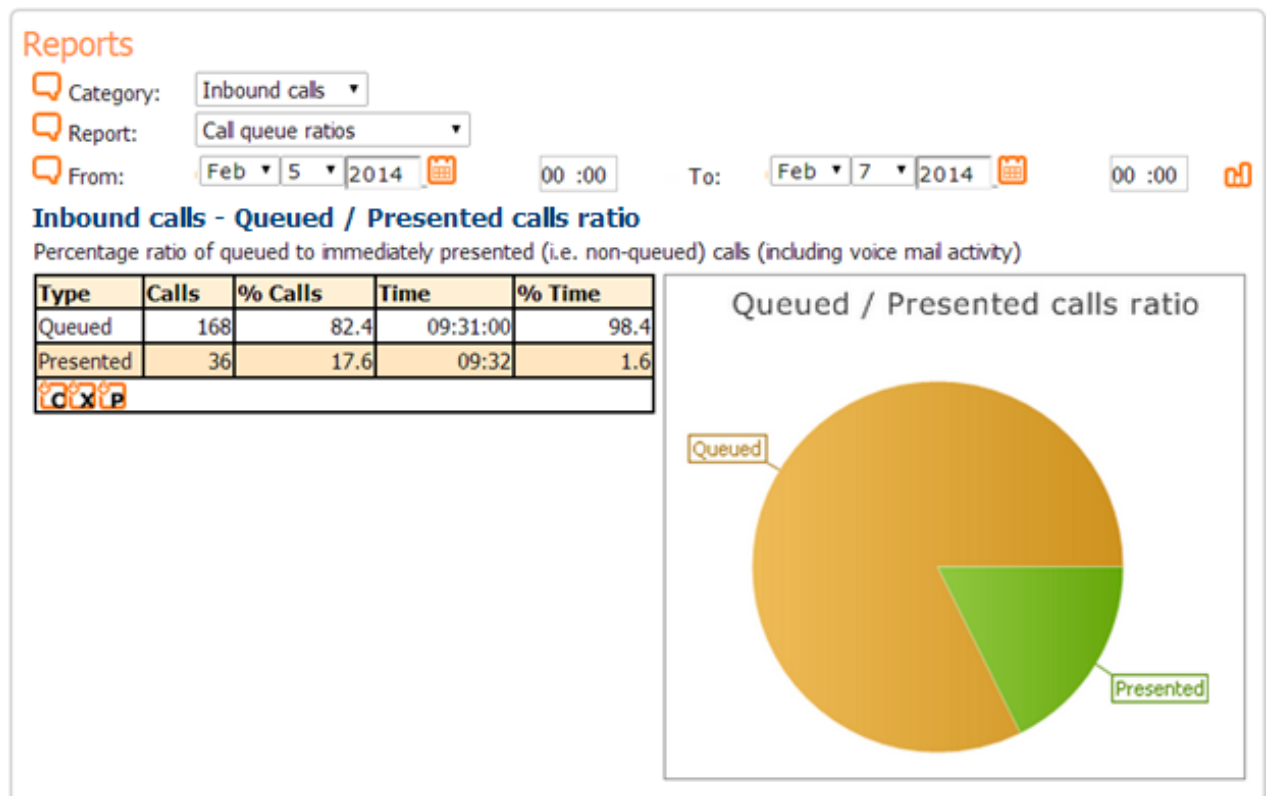 Reports
Category: Inbound calls
Report: Call queue ratios
From: Feb 5 2014 00 :00 To: Feb 7 2014 00 :00
Inbound calls - Queued / Presented calls ratio
Percentage ratio of queued to immediately presented (i.e. non-queued) calls (including voice mail activity)
Type Calls % Calls Time % Time
Queued 168 82.4 09:31:00 98.4
Presented 36 17.6 09:32 1.6
C X P
Queued / Presented calls ratio
Queued
Presented